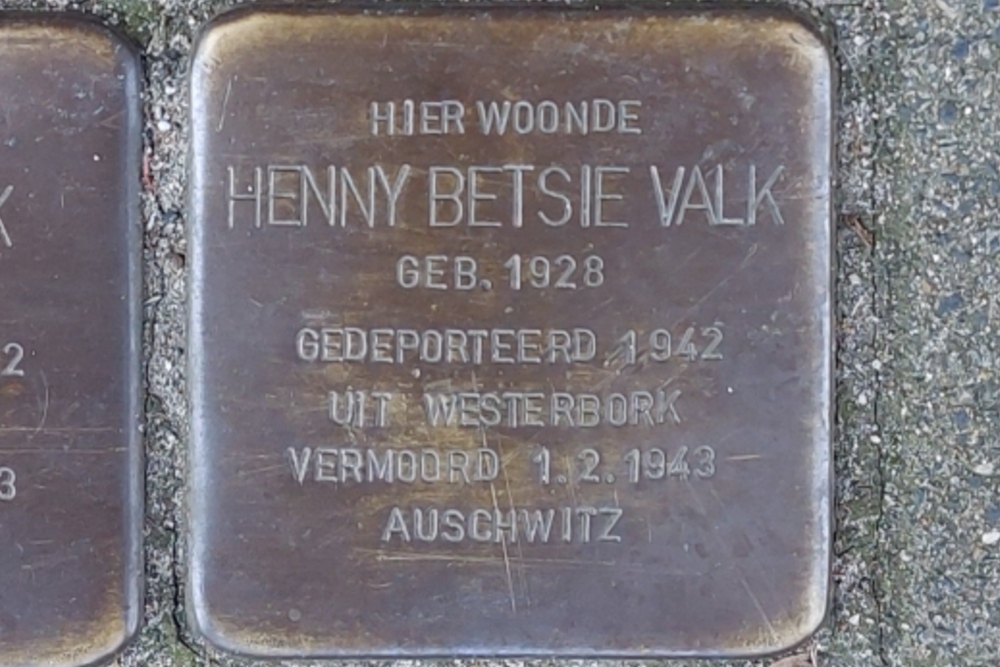 HIER WOONDE
HENNY BETSIE VALK
GEB. 1928
GEDEPORTEERD 1942
UIT WESTERBORK
VERMOORD 1.2.1943
AUSCHWITZ